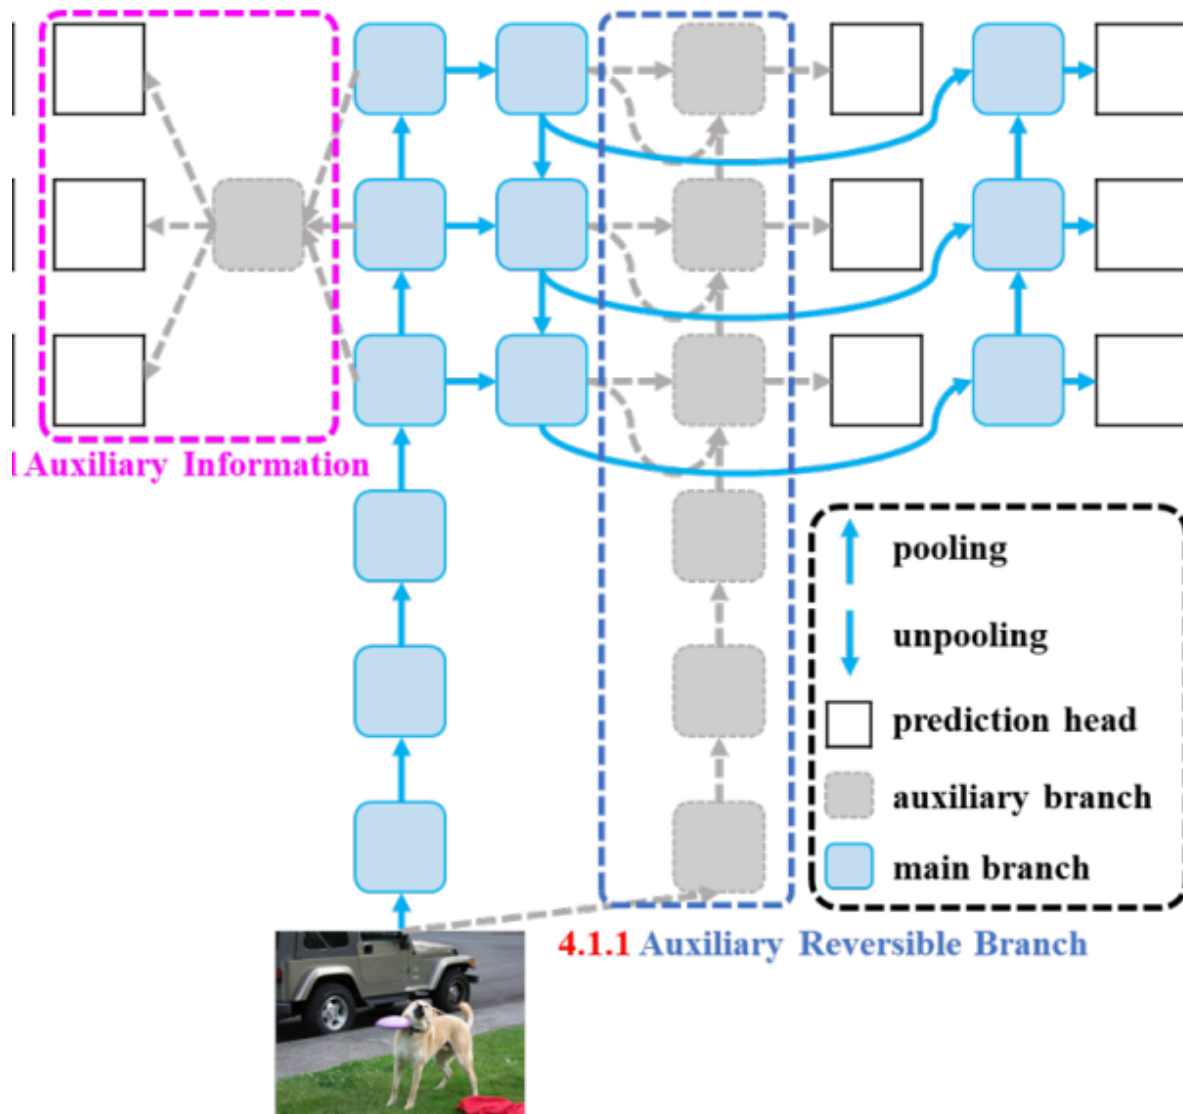 Auxiliary Information
pooling
unpooling
prediction head
auxiliary branch
main branch
4.1.1 Auxiliary Reversible Branch